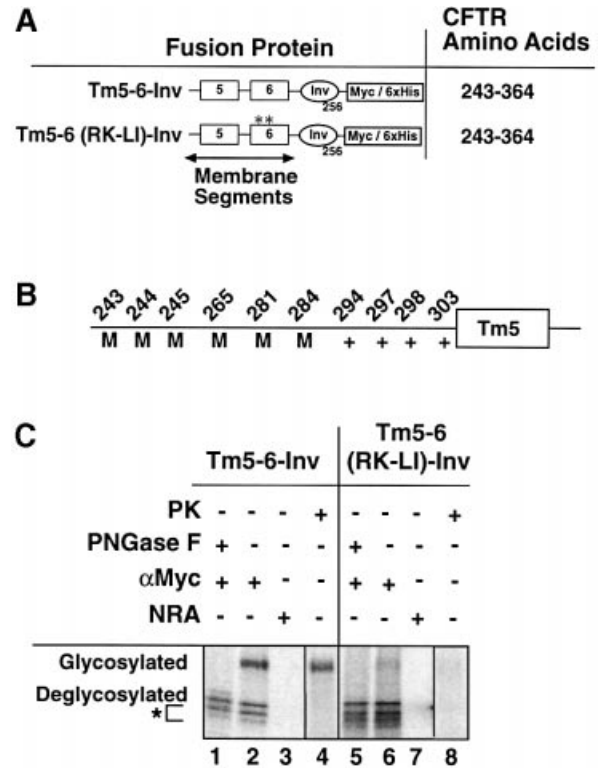 A
Fusion Protein
CFTR
Amino Acids
Tm5-6-Inv 5 6 Inv 256 Myc / 6xHis 243-364
**
Tm5-6 (RK-LI)-Inv 5 6 Inv 256 Myc / 6xHis 243-364
Membrane
Segments
B
243 244 245 265 281 284 294 297 298 303
M M M M M M + + + +
Tm5
C
Tm5-6-Inv
Tm5-6
(RK-LI)-Inv
PK - - - + - - - +
PNGase F + - - - + - - -
αMyc + + - - + + - -
NRA - - + - - - + -
Glycosylated
Deglycosylated
*
1 2 3 4 5 6 7 8